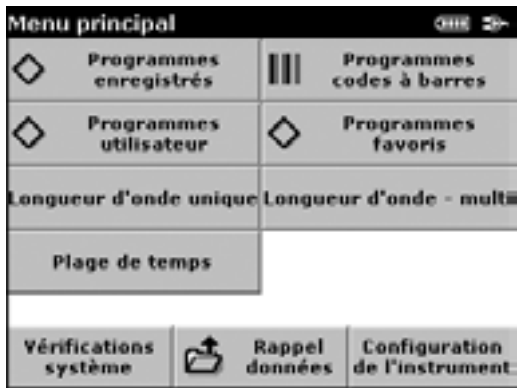 Menu principal
Programmes
enregistrés
Programmes
codes à barres
Programmes
utilisateur
Programmes
favoris
Longueur d'onde unique
Longueur d'onde - multi
Plage de temps
Vérifications
système
Rappel
données
Configuration
de l'instrument